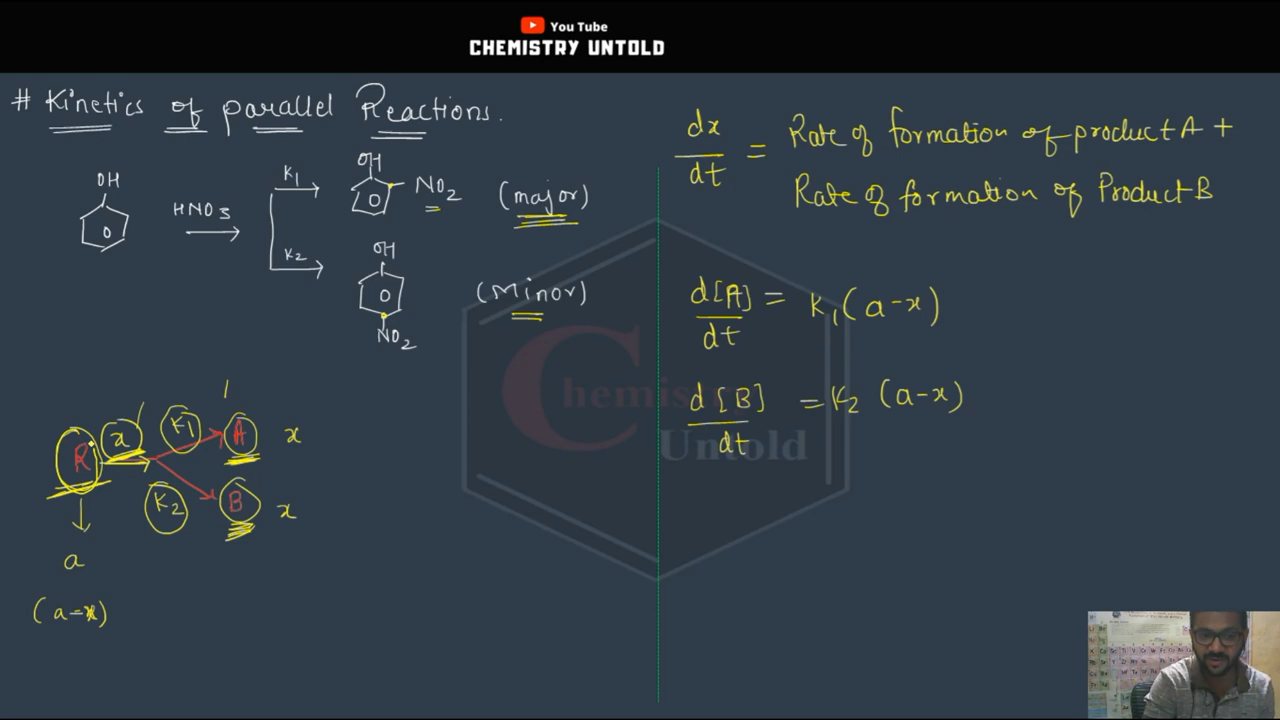 You Tube
CHEMISTRY UNTOLD
# Kinetics of parallel Reactions.
OH
HNO3
K1
OH
NO2
(major)
K2
OH
NO2
(Minor)
R
x
K1
A
x
K2
B
x
a
(a-x)
dx/dt = Rate of formation of product A +
Rate of formation of Product B
d[A]/dt = K1(a-x)
d[B]/dt = K2 (a-x)
Chemistry
Untold